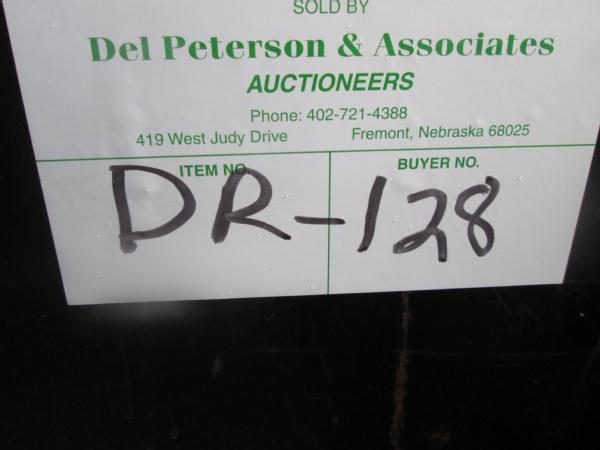 SOLD BY
Del Peterson & Associates
AUCTIONEERS
Phone: 402-721-4388
419 West Judy Drive Fremont, Nebraska 68025
ITEM NO. BUYER NO.
DR-128